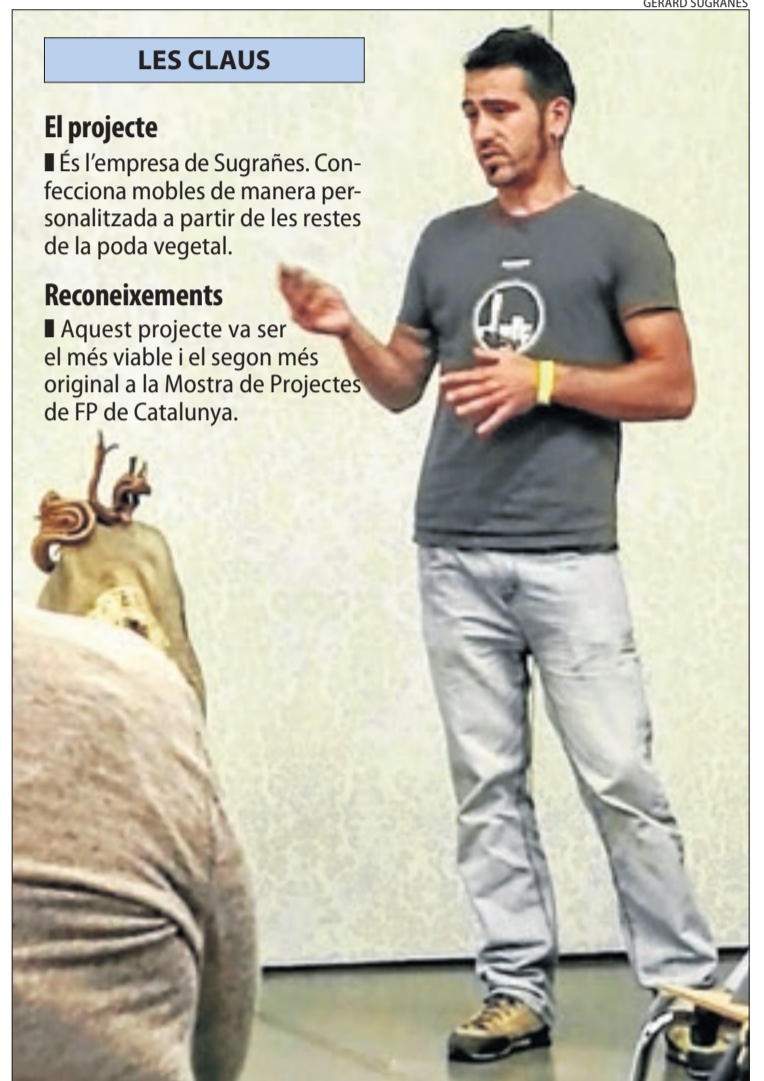 GERARD SUGRAÑES
LES CLAUS
El projecte
▮ És l’empresa de Sugrañes. Con-
fecciona mobles de manera per-
sonalitzada a partir de les restes
de la poda vegetal.
Reconeixements
▮ Aquest projecte va ser
el més viable i el segon més
original a la Mostra de Projectes
de FP de Catalunya.